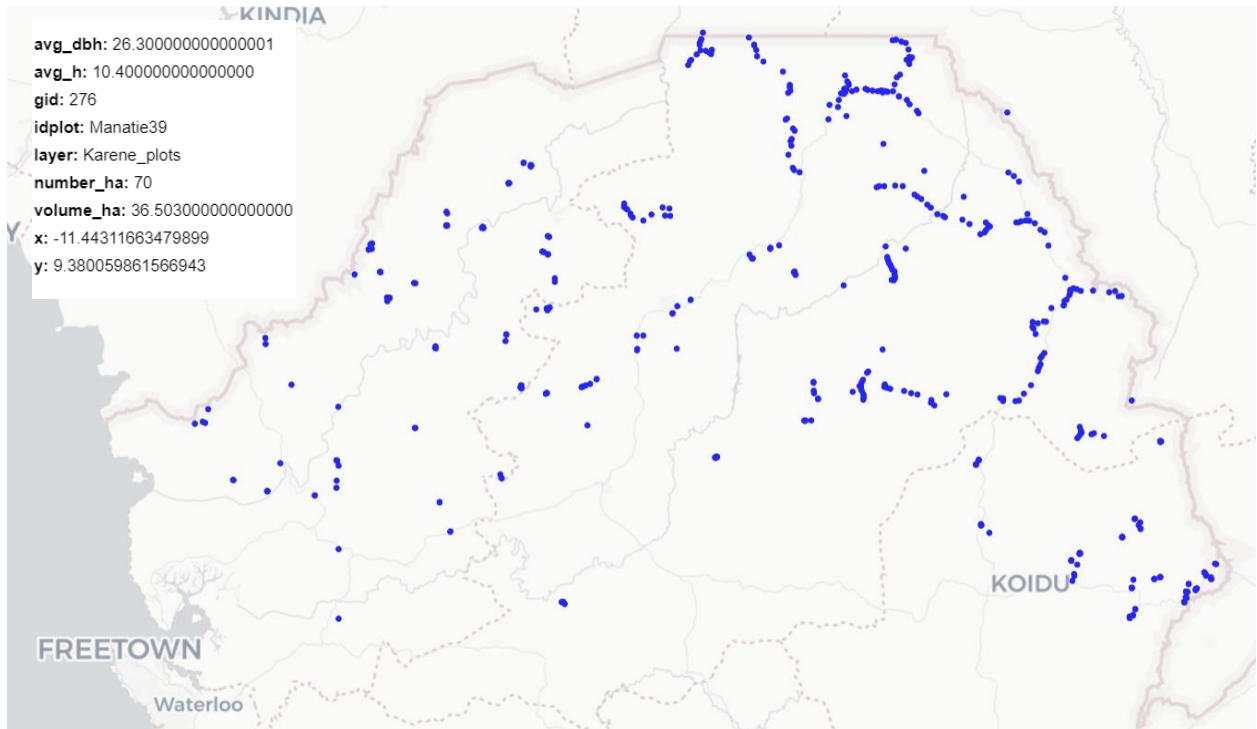 KINDIA
avg_dbh: 26.300000000000001
avg_h: 10.400000000000000
gid: 276
idplot: Manatie39
layer: Karene_plots
number_ha: 70
volume_ha: 36.503000000000000
x: -11.44311663479899
y: 9.380059861566943
Y
KOIDU
FREETOWN
Waterloo